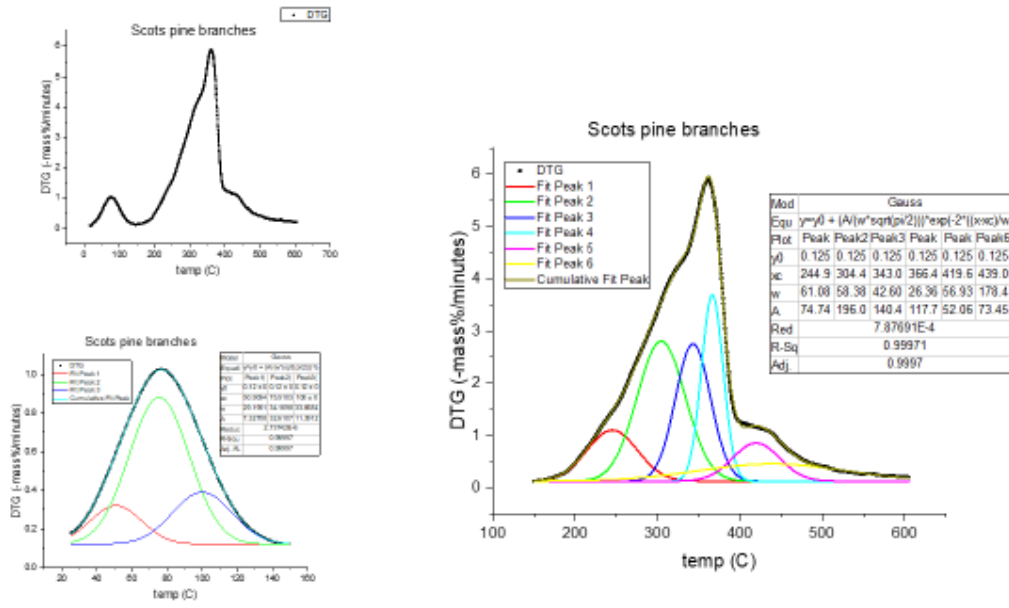 DTG
Scots pine branches
6
5
4
3
2
1
0
DTG (-mass%/minutes)
0 100 200 300 400 500 600 700
temp (C)
Scots pine branches
DTG
Fit Peak 1
Fit Peak 2
Fit Peak 3
Cumulative Fit Peak
Model Gauss
1.0
0.8
0.6
0.4
0.2
0.0
DTG (-mass%/minutes)
20 40 60 80 100 120 140 160
temp (C)
Scots pine branches
DTG
Fit Peak 1
Fit Peak 2
Fit Peak 3
Fit Peak 4
Fit Peak 5
Fit Peak 6
Cumulative Fit Peak
Mod Gauss
Equ y=y0 + (A/(w*sqrt(pi/2)))*exp(-2*((x-xc)/w
Plot Peak Peak2 Peak3 Peak Peak Peak6
y0 0.125 0.125 0.125 0.125 0.125 0.125
xc 244.9 304.4 343.0 366.4 419.6 439.0
w 61.08 58.38 42.60 26.36 56.93 178.4
A 74.74 196.0 140.4 117.7 52.06 73.45
Red 7.87691E-4
R-Sq 0.99971
Adj. 0.9997
6
5
4
3
2
1
0
DTG (-mass%/minutes)
100 200 300 400 500 600
temp (C)